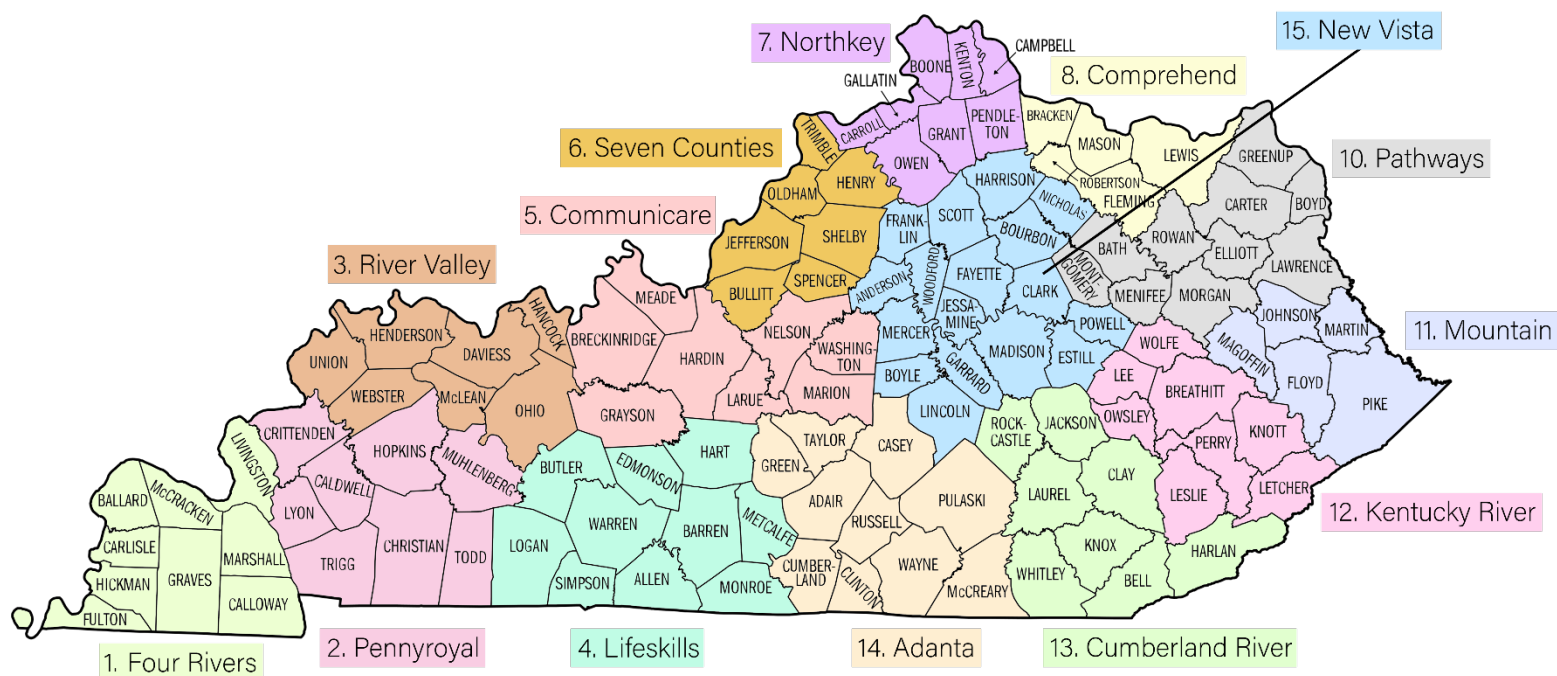 15. New Vista
7. Northkey
CAMPBELL
KENTON
BOONE
8. Comprehend
GALLATIN
BRACKEN
PENDLE-
TON
TRIMBLE
CARROLL
GRANT
MASON
6. Seven Counties
LEWIS
GREENUP
10. Pathways
OWEN
HENRY
HARRISON
ROBERTSON
OLDHAM
NICHOLAS
FLEMING
CARTER
BOYD
5. Communicare
SCOTT
FRANK-
LIN
BOURBON
ROWAN
JEFFERSON
SHELBY
BATH
ELLIOTT
3. River Valley
WOODFORD
FAYETTE
MONT-
GOMERY
LAWRENCE
SPENCER
ANDERSON
CLARK
BULLITT
MENIFEE
MORGAN
MEADE
HANCOCK
JESSA-
MINE
JOHNSON
HENDERSON
NELSON
MERCER
POWELL
MARTIN
11. Mountain
BRECKINRIDGE
WASHING-
TON
MADISON
ESTILL
WOLFE
MAGOFFIN
UNION
DAVIESS
HARDIN
GARRARD
BOYLE
LEE
FLOYD
WEBSTER
McLEAN
LARUE
MARION
BREATHITT
PIKE
OHIO
GRAYSON
LINCOLN
OWSLEY
ROCK-
CASTLE
JACKSON
CRITTENDEN
LIVINGSTON
HOPKINS
TAYLOR
CASEY
KNOTT
PERRY
HART
MUHLENBERG
BUTLER
EDMONSON
GREEN
CLAY
CALDWELL
LESLIE
LETCHER
BALLARD
McCRACKEN
ADAIR
PULASKI
LAUREL
LYON
12. Kentucky River
WARREN
BARREN
METCALFE
RUSSELL
CARLISLE
LOGAN
KNOX
HARLAN
MARSHALL
CHRISTIAN
TODD
TRIGG
WAYNE
HICKMAN
GRAVES
SIMPSON
ALLEN
MONROE
CUMBER-
LAND
CLINTON
WHITLEY
BELL
McCREARY
CALLOWAY
FULTON
1. Four Rivers
2. Pennyroyal
4. Lifeskills
14. Adanta
13. Cumberland River